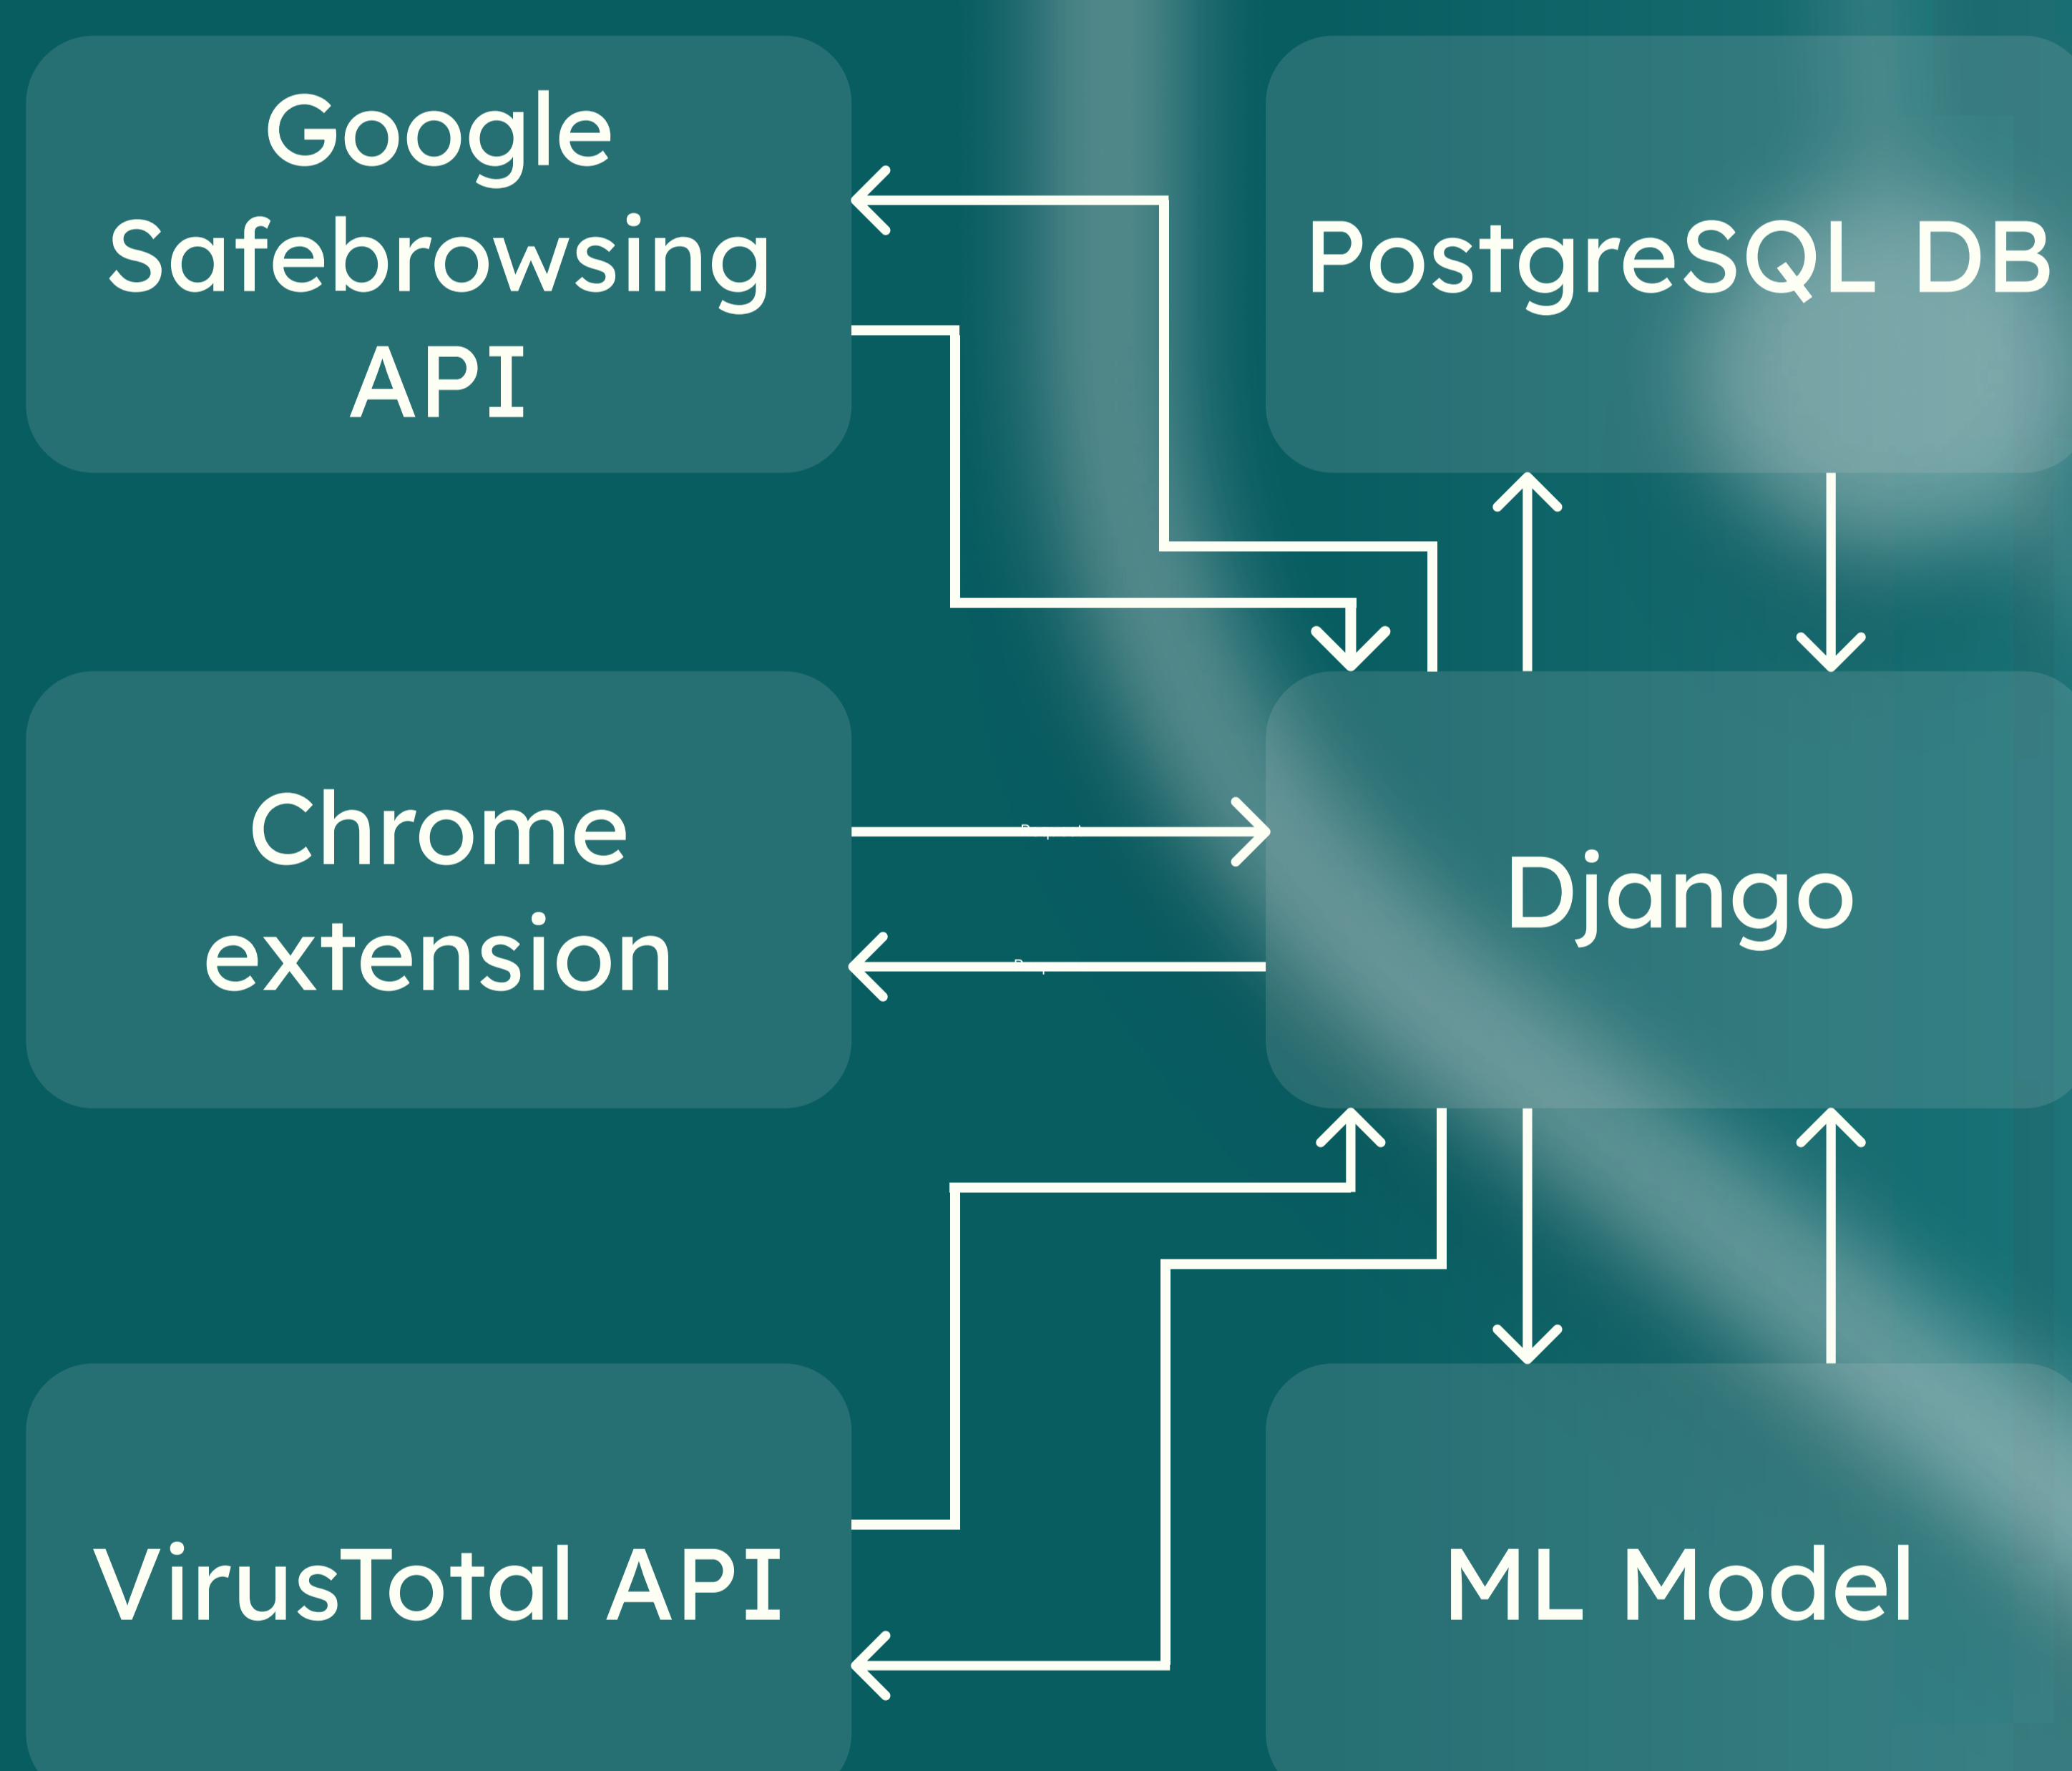 Google
Safebrowsing
API
PostgreSQL DB
Chrome
extension
Django
VirusTotal API
ML Model